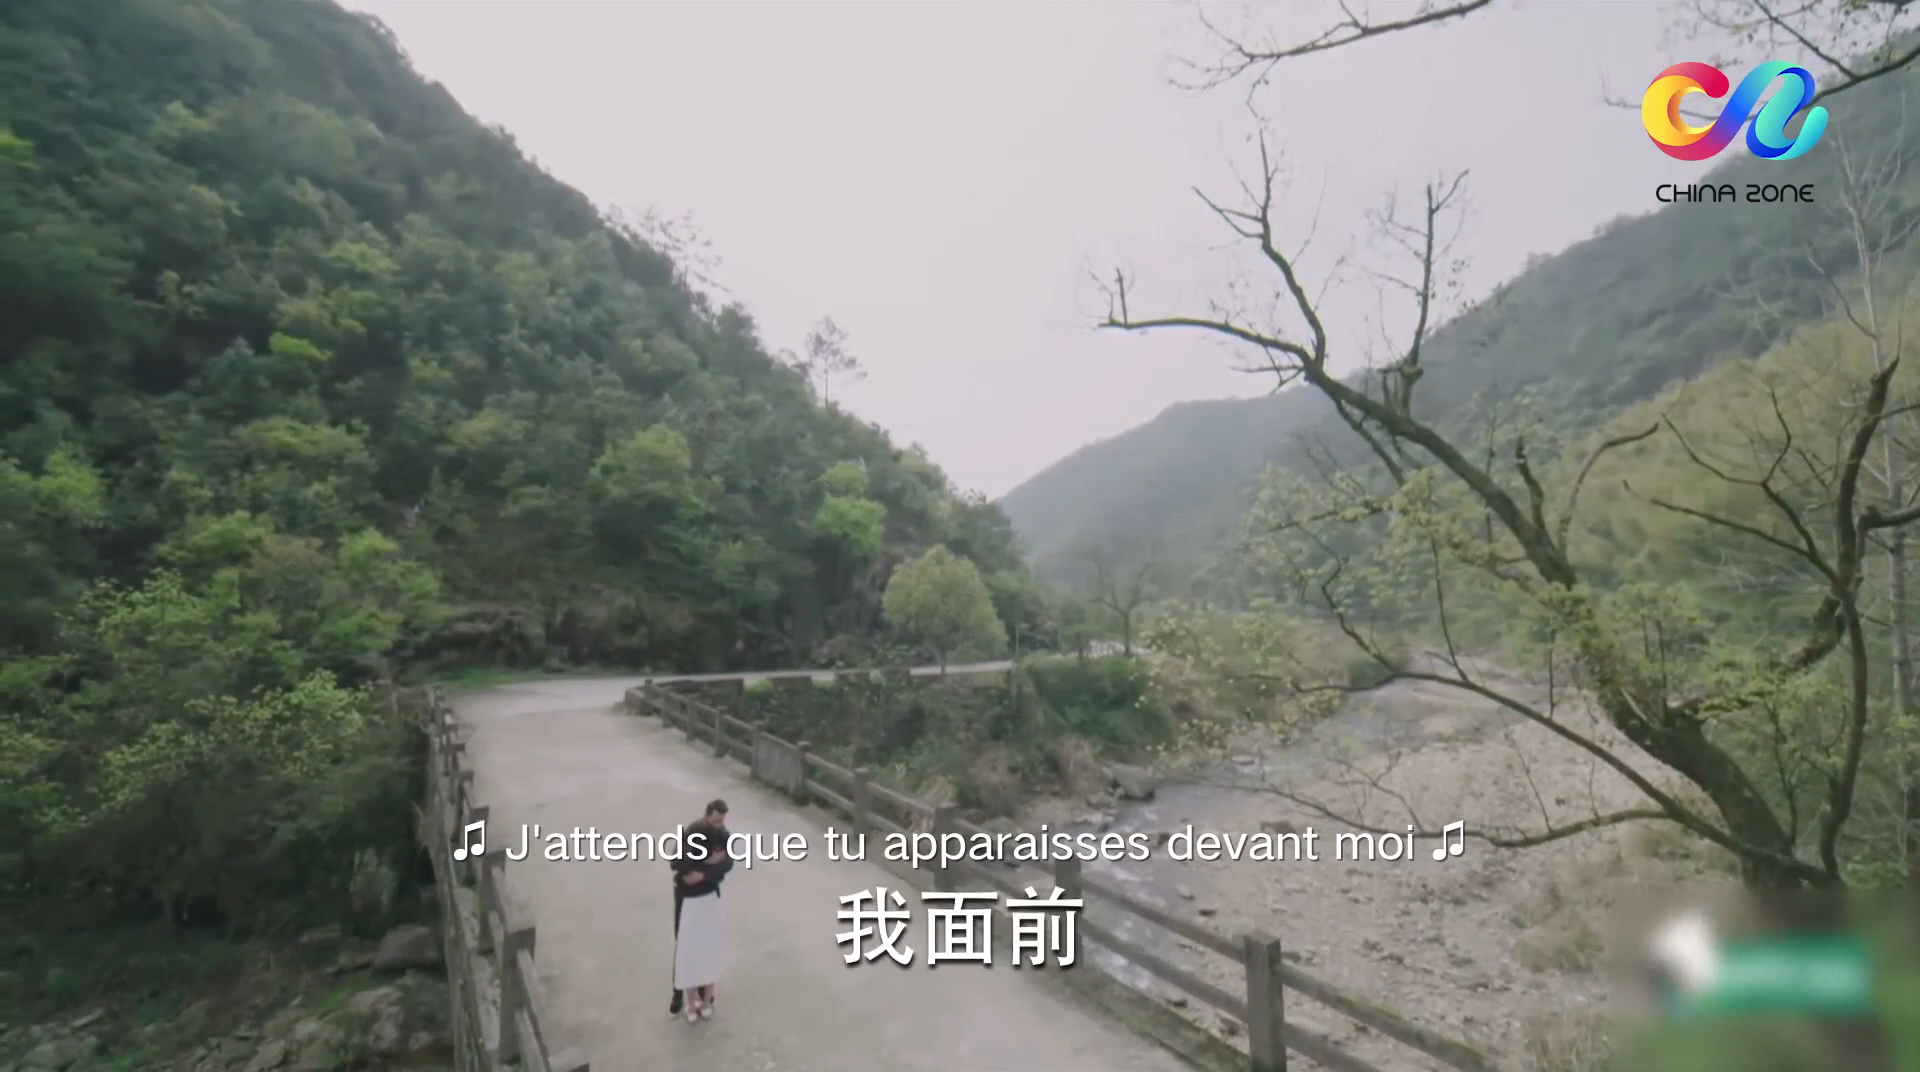 CHINA ZONE
♫ J'attends que tu apparaisses devant moi ♫
我面前